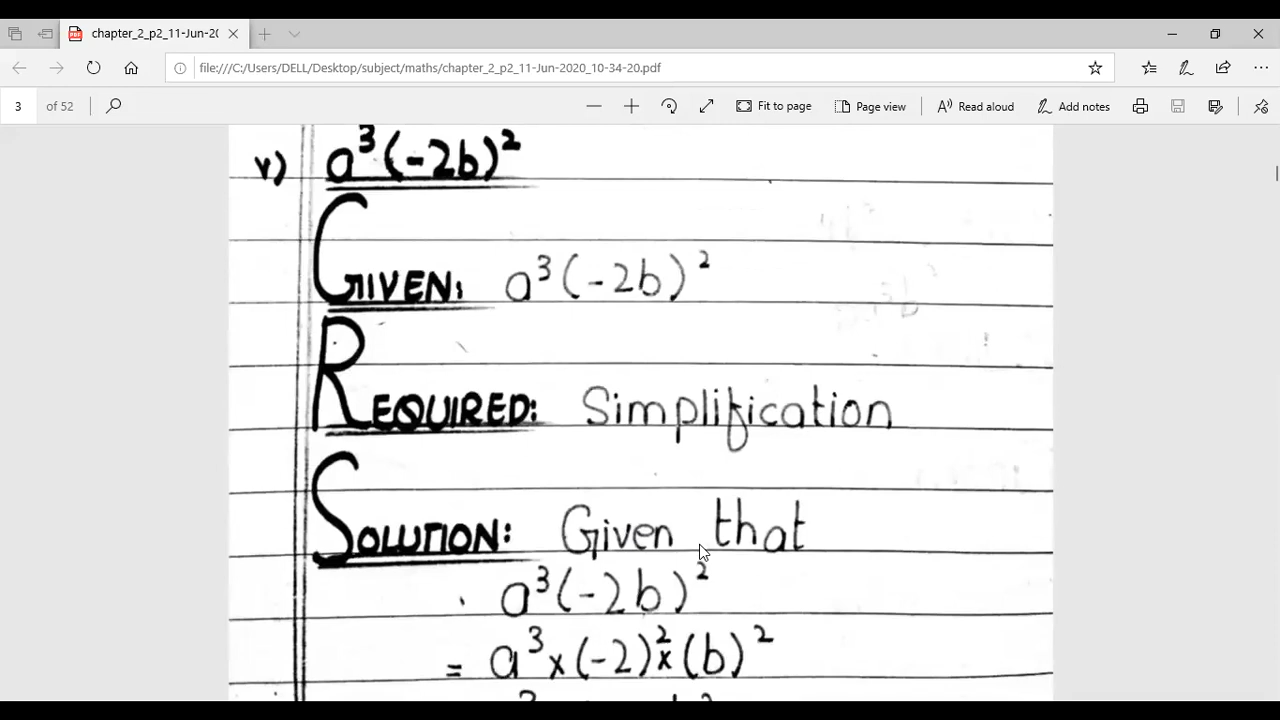 chapter_2_p2_11-Jun-20
file:///C:/Users/DELL/Desktop/subject/maths/chapter_2_p2_11-Jun-2020_10-34-20.pdf
3 of 52 Fit to page Page view Read aloud Add notes
v) a³(-2b)²
GIVEN: a³(-2b)²
REQUIRED: Simplification
SOLUTION: Given that
a³(-2b)²
= a³×(-2)²×(b)²